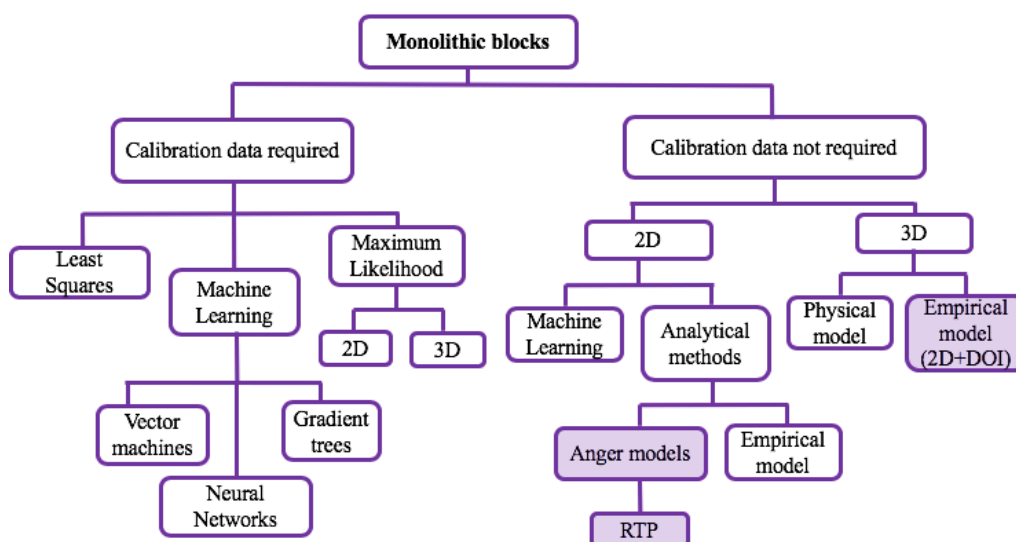 Monolithic blocks
Calibration data required
Calibration data not required
Least
Squares
Machine
Learning
Maximum
Likelihood
2D
3D
Vector
machines
Gradient
trees
Neural
Networks
2D
3D
Machine
Learning
Analytical
methods
Physical
model
Empirical
model
(2D+DOI)
Anger models
Empirical
model
RTP